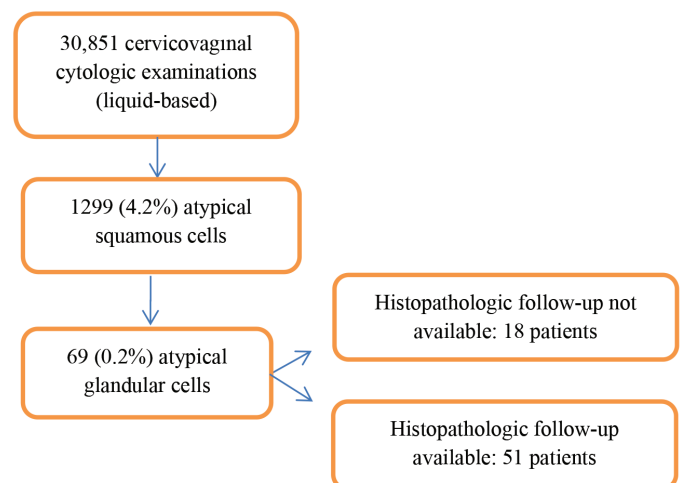 30,851 cervicovaginal
cytologic examinations
(liquid-based)
1299 (4.2%) atypical
squamous cells
69 (0.2%) atypical
glandular cells
Histopathologic follow-up not
available: 18 patients
Histopathologic follow-up
available: 51 patients